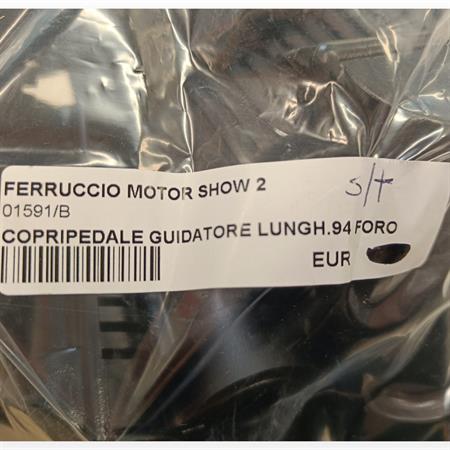 FERRUCCIO MOTOR SHOW 2
s/t
01591/B
COPRIPEDALE GUIDATORE LUNGH.94 FORO
EUR